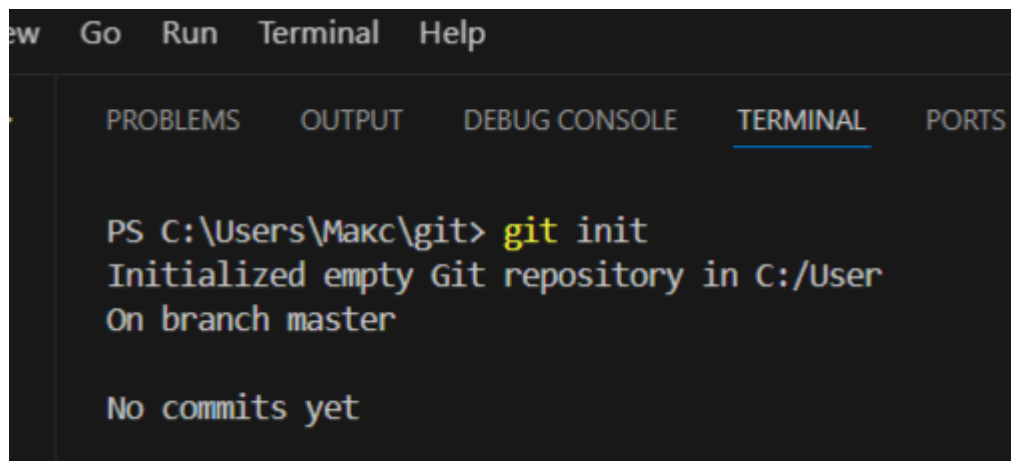 ew Go Run Terminal Help
PROBLEMS OUTPUT DEBUG CONSOLE TERMINAL PORTS
PS C:\Users\Макс\git> git init
Initialized empty Git repository in C:/User
On branch master
No commits yet